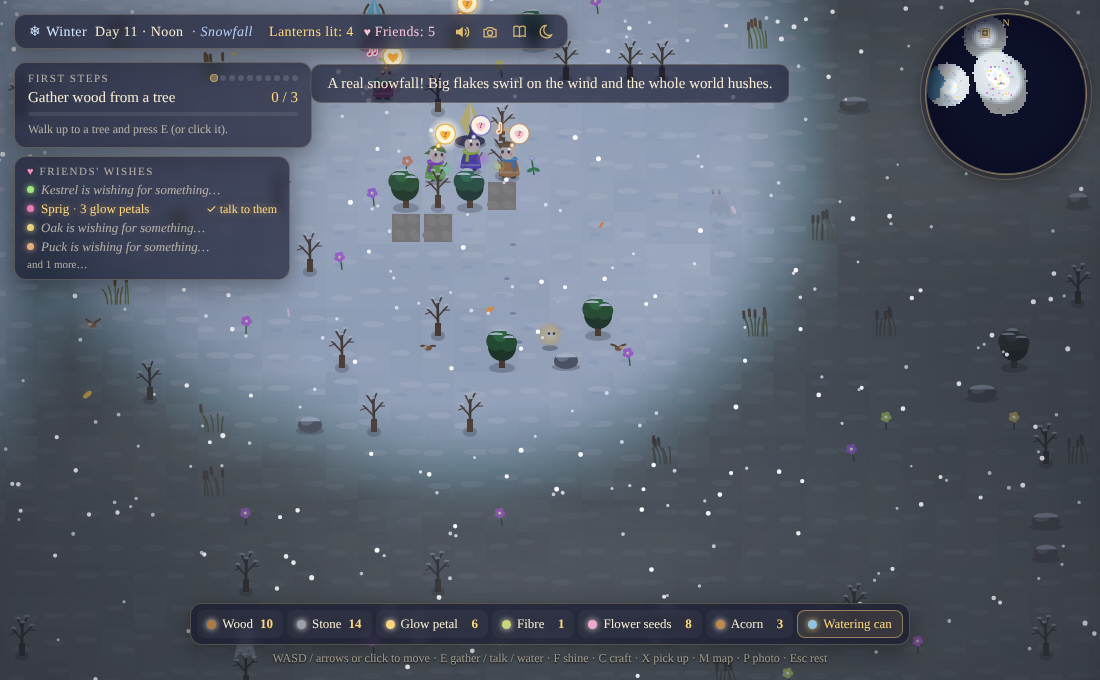 ❄ Winter Day 11 · Noon · Snowfall Lanterns lit: 4 ♥ Friends: 5
A real snowfall! Big flakes swirl on the wind and the whole world hushes.
FIRST STEPS
Gather wood from a tree 0 / 3
Walk up to a tree and press E (or click it).
♥ FRIENDS' WISHES
Kestrel is wishing for something…
Sprig · 3 glow petals ✓ talk to them
Oak is wishing for something…
Puck is wishing for something…
and 1 more…
Wood 10 Stone 14 Glow petal 6 Fibre 1 Flower seeds 8 Acorn 3 Watering can
WASD / arrows or click to move · E gather / talk / water · F shine · C craft · X pick up · M map · P photo · Esc rest